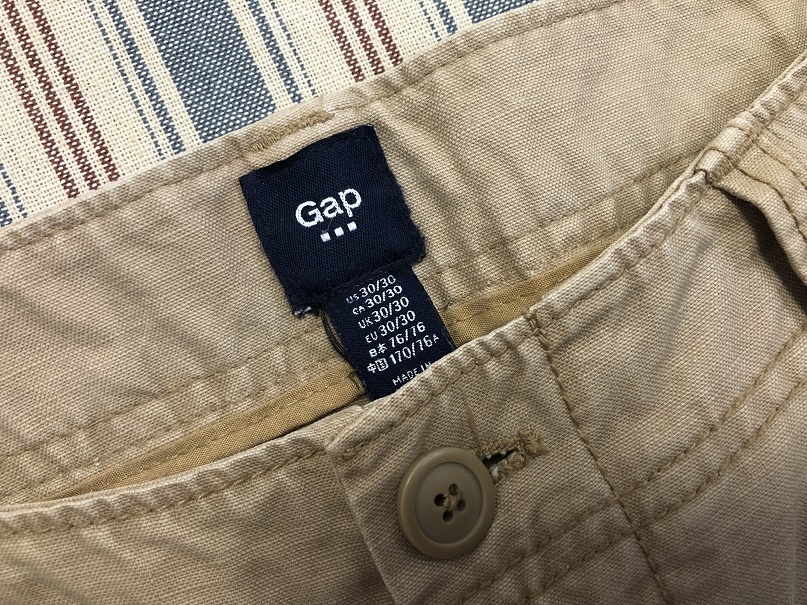 Gap
US 30/30
CA 30/30
UK 30/30
EU 30/30
日本 76/76
中国 170/76A
MADE IN